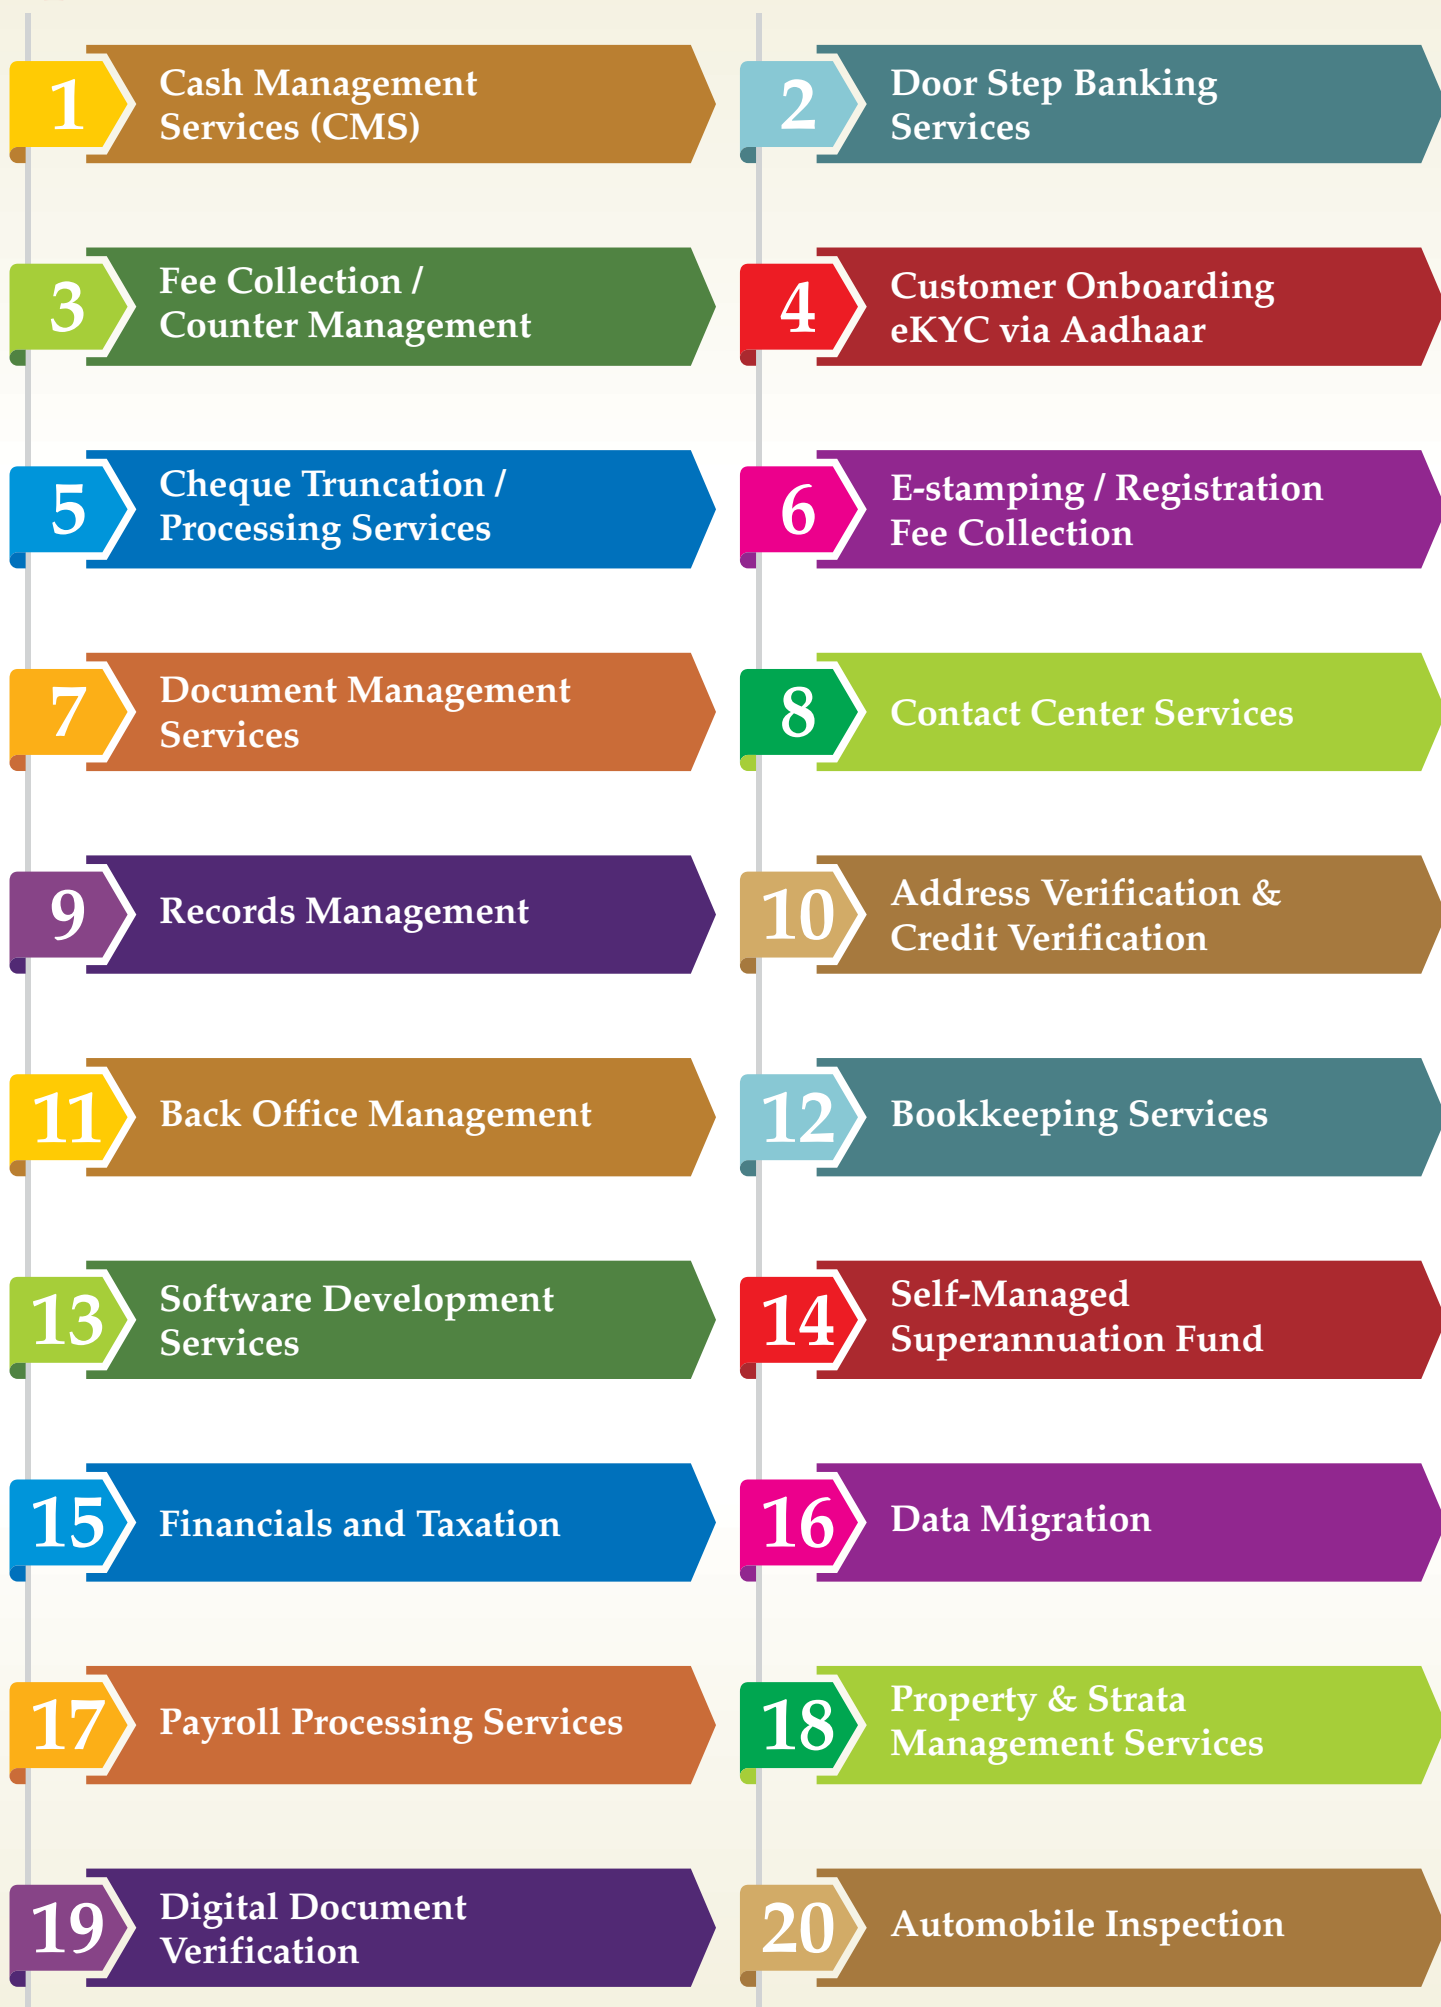 1
Cash Management
Services (CMS)
2
Door Step Banking
Services
3
Fee Collection /
Counter Management
4
Customer Onboarding
eKYC via Aadhaar
5
Cheque Truncation /
Processing Services
6
E-stamping / Registration
Fee Collection
7
Document Management
Services
8
Contact Center Services
9
Records Management
10
Address Verification &
Credit Verification
11
Back Office Management
12
Bookkeeping Services
13
Software Development
Services
14
Self-Managed
Superannuation Fund
15
Financials and Taxation
16
Data Migration
17
Payroll Processing Services
18
Property & Strata
Management Services
19
Digital Document
Verification
20
Automobile Inspection